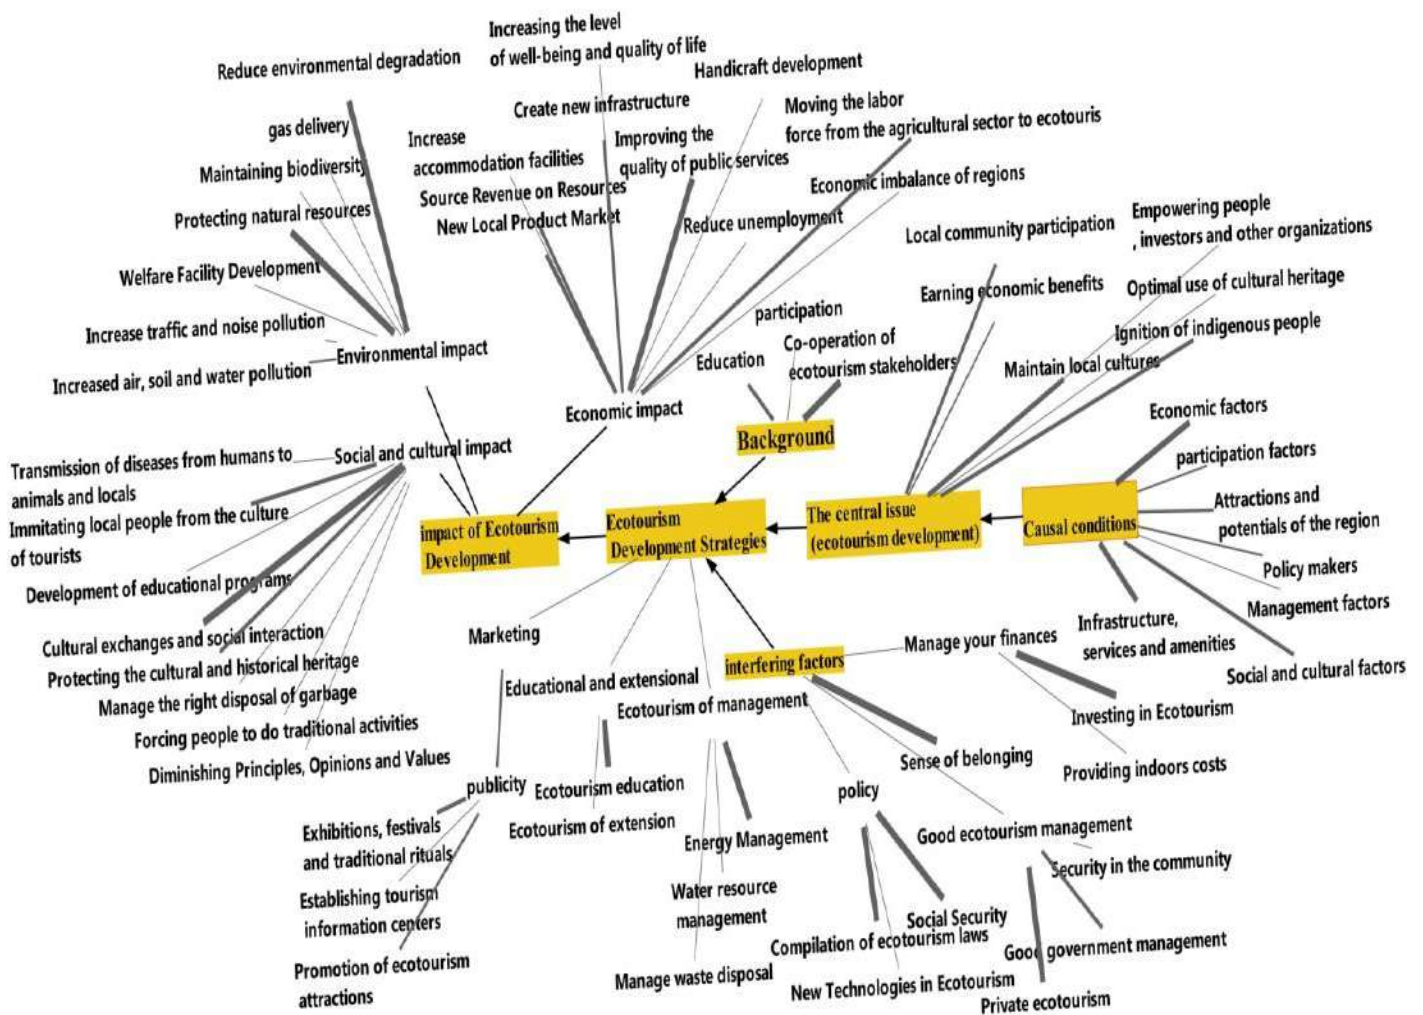 Increasing the level
of well-being and quality of life
Reduce environmental degradation
Handicraft development
Create new infrastructure
Moving the labor
force from the agricultural sector to ecotouris
gas delivery
Increase
accommodation facilities
Improving the
quality of public services
Maintaining biodiversity
Source Revenue on Resources
Economic imbalance of regions
Protecting natural resources
New Local Product Market
Reduce unemployment
Local community participation
Empowering people
, investors and other organizations
Welfare Facility Development
Earning economic benefits
Optimal use of cultural heritage
Increase traffic and noise pollution
participation
Ignition of indigenous people
Environmental impact
Education
Co-operation of
ecotourism stakeholders
Maintain local cultures
Increased air, soil and water pollution
Economic impact
Background
Economic factors
Social and cultural impact
participation factors
Transmission of diseases from humans to
animals and locals
Immitating local people from the culture
of tourists
impact of Ecotourism
Development
Ecotourism
Development Strategies
The central issue
(ecotourism development)
Causal conditions
Attractions and
potentials of the region
Development of educational programs
Policy makers
Management factors
Marketing
Infrastructure,
services and amenities
Cultural exchanges and social interaction
interfering factors
Manage your finances
Social and cultural factors
Protecting the cultural and historical heritage
Educational and extensional
Ecotourism of management
Manage the right disposal of garbage
Investing in Ecotourism
Forcing people to do traditional activities
Sense of belonging
Providing indoors costs
Diminishing Principles, Opinions and Values
publicity
Ecotourism education
policy
Exhibitions, festivals
and traditional rituals
Ecotourism of extension
Energy Management
Good ecotourism management
Security in the community
Establishing tourism
information centers
Water resource
management
Social Security
Compilation of ecotourism laws
Good government management
Promotion of ecotourism
attractions
Manage waste disposal
New Technologies in Ecotourism
Private ecotourism